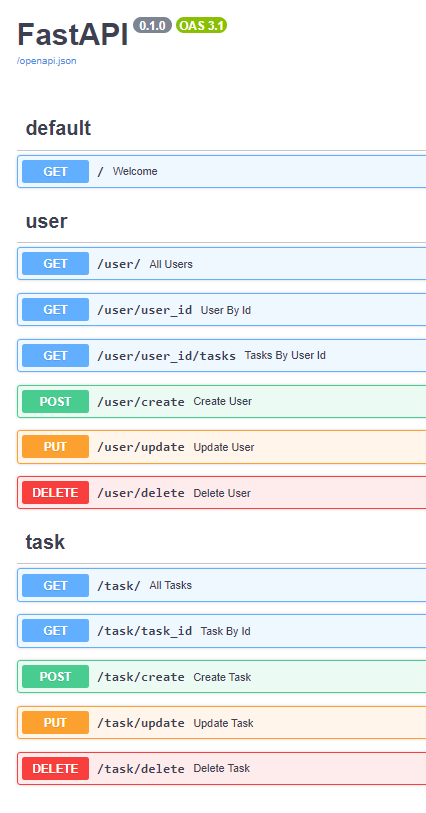 FastAPI 0.1.0 OAS 3.1
/openapi.json
default
GET / Welcome
user
GET /user/ All Users
GET /user/user_id User By Id
GET /user/user_id/tasks Tasks By User Id
POST /user/create Create User
PUT /user/update Update User
DELETE /user/delete Delete User
task
GET /task/ All Tasks
GET /task/task_id Task By Id
POST /task/create Create Task
PUT /task/update Update Task
DELETE /task/delete Delete Task